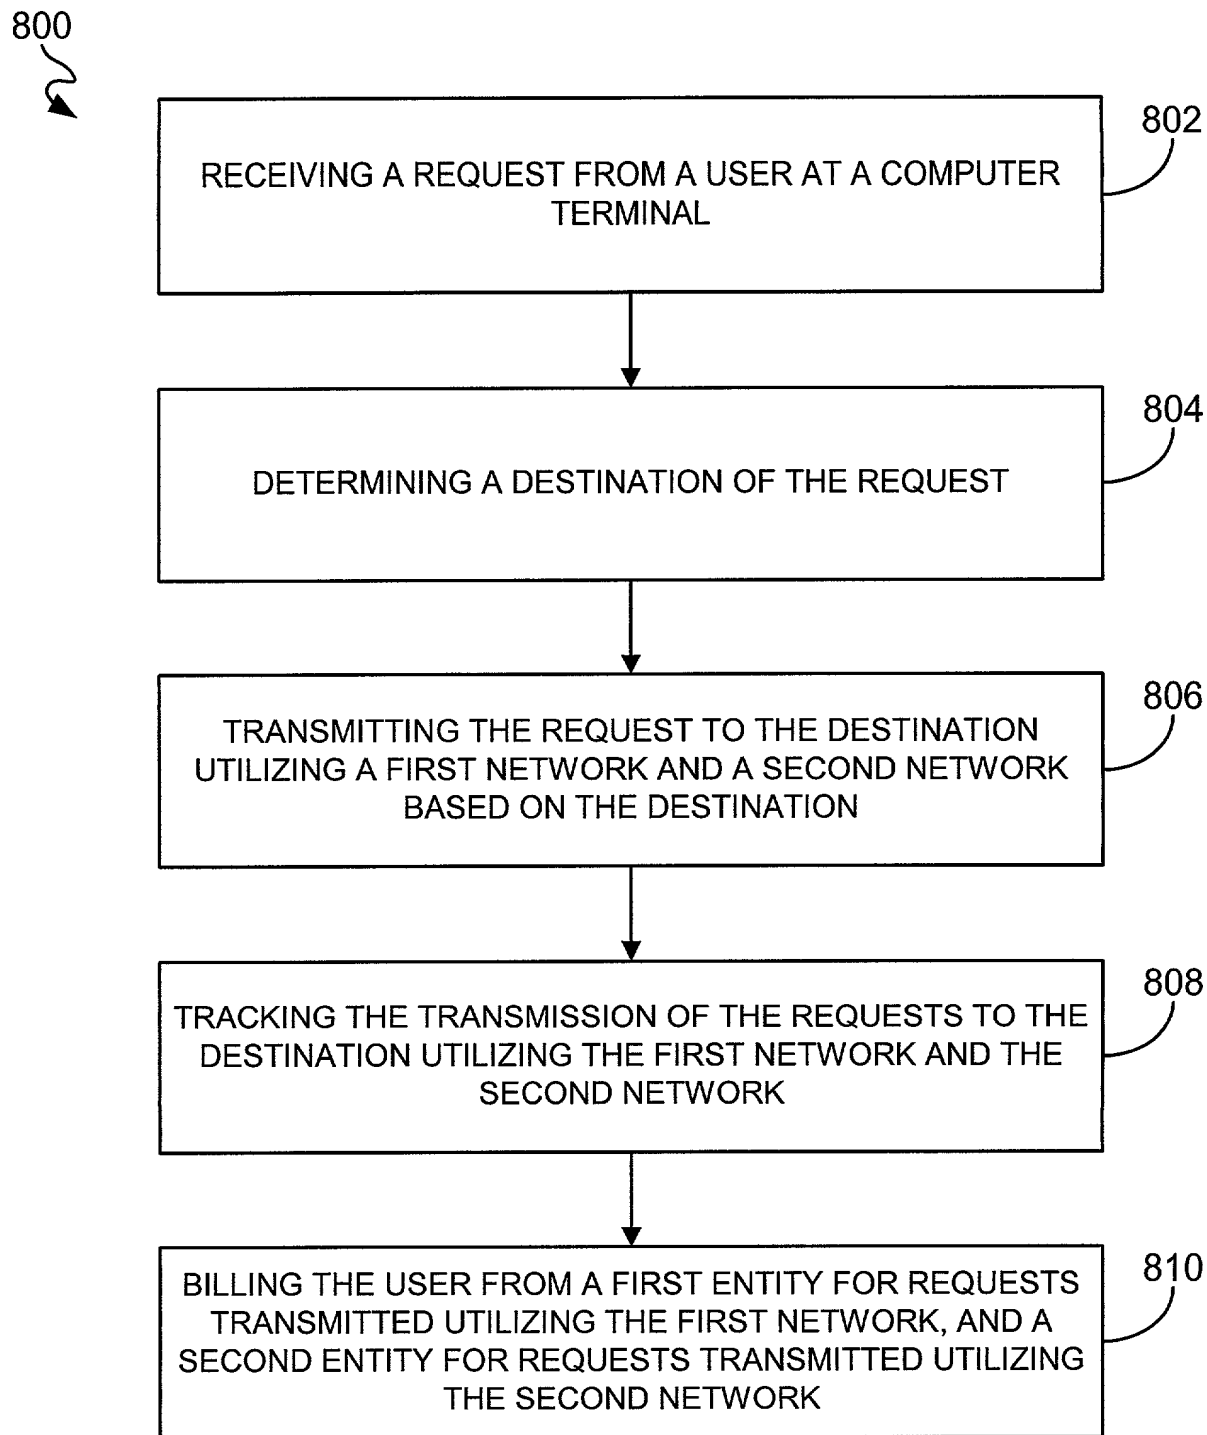 800
802
RECEIVING A REQUEST FROM A USER AT A COMPUTER
TERMINAL
804
DETERMINING A DESTINATION OF THE REQUEST
806
TRANSMITTING THE REQUEST TO THE DESTINATION
UTILIZING A FIRST NETWORK AND A SECOND NETWORK
BASED ON THE DESTINATION
808
TRACKING THE TRANSMISSION OF THE REQUESTS TO THE
DESTINATION UTILIZING THE FIRST NETWORK AND THE
SECOND NETWORK
810
BILLING THE USER FROM A FIRST ENTITY FOR REQUESTS
TRANSMITTED UTILIZING THE FIRST NETWORK, AND A
SECOND ENTITY FOR REQUESTS TRANSMITTED UTILIZING
THE SECOND NETWORK